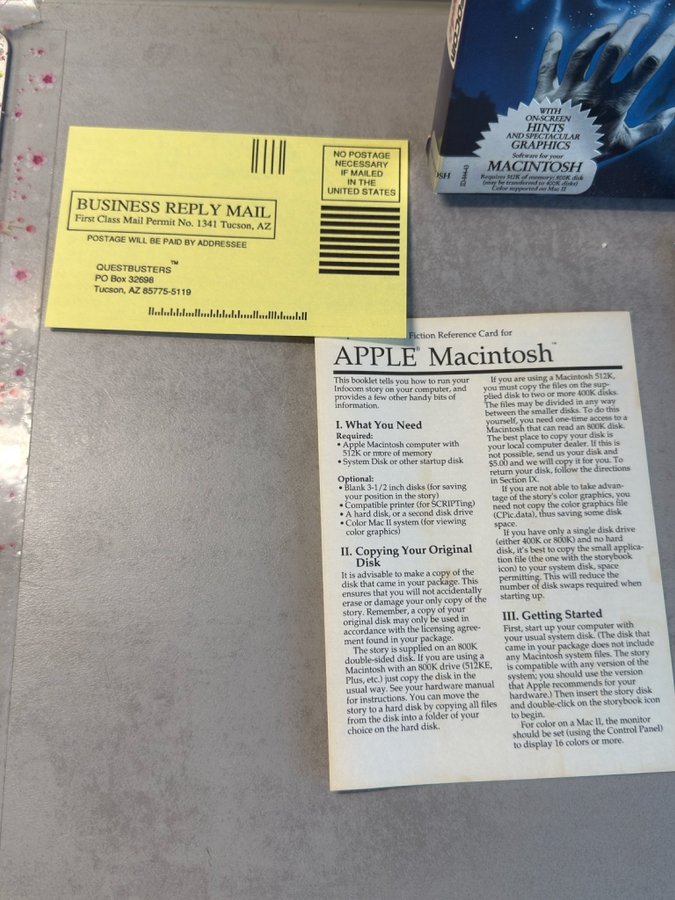 NO POSTAGE
NECESSARY
IF MAILED
IN THE
UNITED STATES
BUSINESS REPLY MAIL
First Class Mail Permit No. 1341 Tucson, AZ
POSTAGE WILL BE PAID BY ADDRESSEE
QUESTBUSTERS™
PO Box 32698
Tucson, AZ 85775-5119
WITH
ON-SCREEN
HINTS
AND SPECTACULAR
GRAPHICS
Software for your
MACINTOSH
Requires 512K of memory; 800K disk
(may be transferred to 400K disks)
Color supported on Mac II
Fiction Reference Card for
APPLE® Macintosh™
This booklet tells you how to run your
Infocom story on your computer, and
provides a few other handy bits of
information.
I. What You Need
Required:
• Apple Macintosh computer with
512K or more of memory
• System Disk or other startup disk
Optional:
• Blank 3-1/2 inch disks (for saving
your position in the story)
• Compatible printer (for SCRIPTing)
• A hard disk, or a second disk drive
• Color Mac II system (for viewing
color graphics)
II. Copying Your Original
Disk
It is advisable to make a copy of the
disk that came in your package. This
ensures that you will not accidentally
erase or damage your only copy of the
story. Remember, a copy of your
original disk may only be used in
accordance with the licensing agree-
ment found in your package.
The story is supplied on an 800K
double-sided disk. If you are using a
Macintosh with an 800K drive (512KE,
Plus, etc.) just copy the disk in the
usual way. See your hardware manual
for instructions. You can move the
story to a hard disk by copying all files
from the disk into a folder of your
choice on the hard disk.
If you are using a Macintosh 512K,
you must copy the files on the sup-
plied disk to two or more 400K disks.
The files may be divided in any way
between the smaller disks. To do this
yourself, you need one-time access to a
Macintosh that can read an 800K disk.
The best place to copy your disk is
your local computer dealer. If this is
not possible, send us your disk and
$5.00 and we will copy it for you. To
return your disk, follow the directions
in Section IX.
If you are not able to take advan-
tage of the story's color graphics, you
need not copy the color graphics file
(CPic.data), thus saving some disk
space.
If you have only a single disk drive
(either 400K or 800K) and no hard
disk, it's best to copy the small applica-
tion file (the one with the storybook
icon) to your system disk, space
permitting. This will reduce the
number of disk swaps required when
starting up.
III. Getting Started
First, start up your computer with
your usual system disk. (The disk that
came in your package does not include
any Macintosh system files. The story
is compatible with any version of the
system; you should use the version
that Apple recommends for your
hardware.) Then insert the story disk
and double-click on the storybook icon
to begin.
For color on a Mac II, the monitor
should be set (using the Control Panel)
to display 16 colors or more.